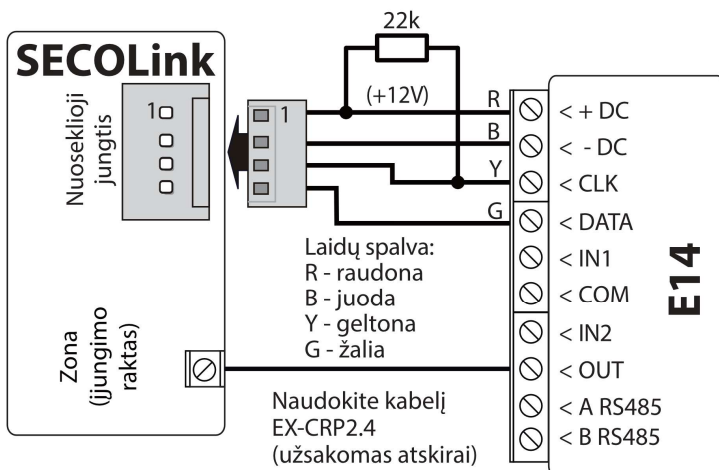 SECOLink
Nuoseklioji
jungtis
1
1
22k
(+12V)
R
B
Y
G
Laidų spalva:
R - raudona
B - juoda
Y - geltona
G - žalia
Zona
(įjungimo
raktas)
Naudokite kabelį
EX-CRP2.4
(užsakomas atskirai)
< + DC
< - DC
< CLK
< DATA
< IN1
< COM
< IN2
< OUT
< A RS485
< B RS485
E14